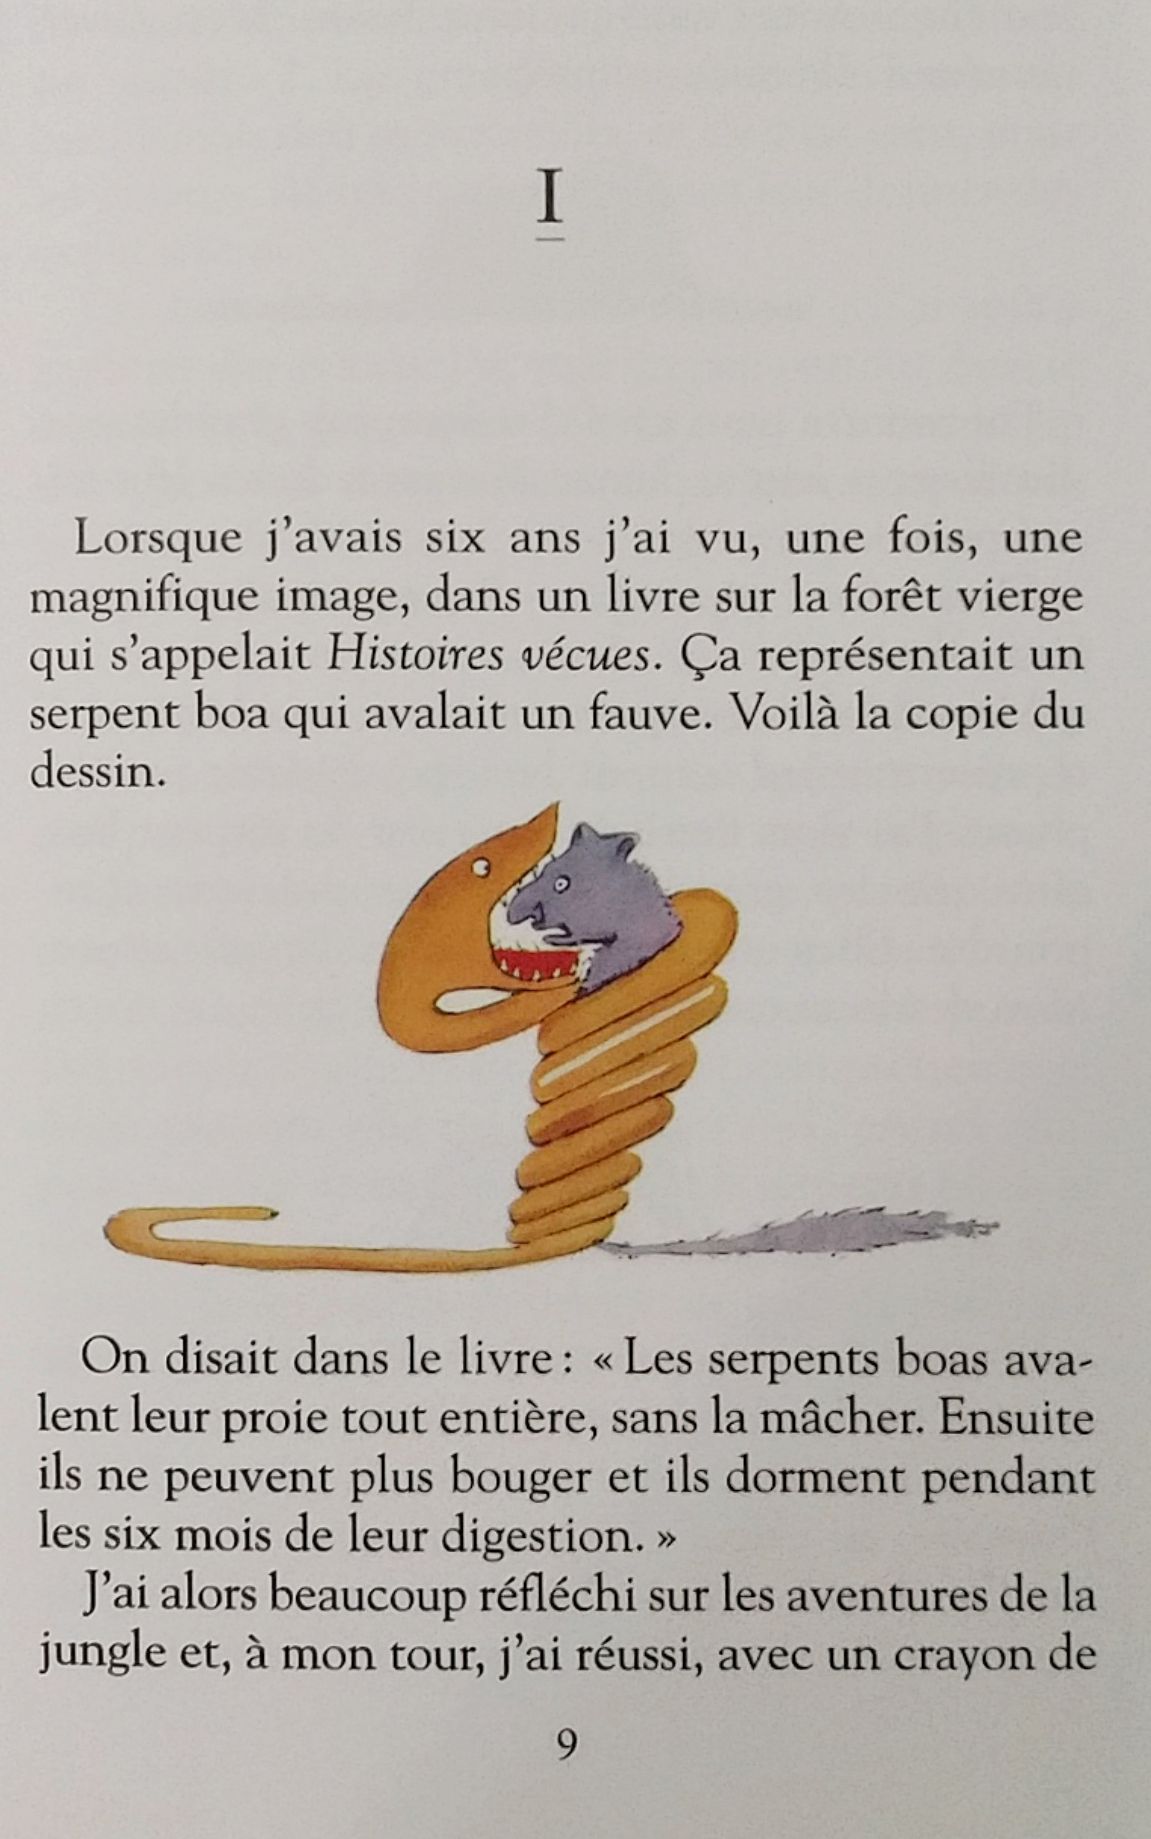 I
Lorsque j'avais six ans j'ai vu, une fois, une
magnifique image, dans un livre sur la forêt vierge
qui s'appelait Histoires vécues. Ça représentait un
serpent boa qui avalait un fauve. Voilà la copie du
dessin.
On disait dans le livre : « Les serpents boas ava-
lent leur proie tout entière, sans la mâcher. Ensuite
ils ne peuvent plus bouger et ils dorment pendant
les six mois de leur digestion. »
J'ai alors beaucoup réfléchi sur les aventures de la
jungle et, à mon tour, j'ai réussi, avec un crayon de
9